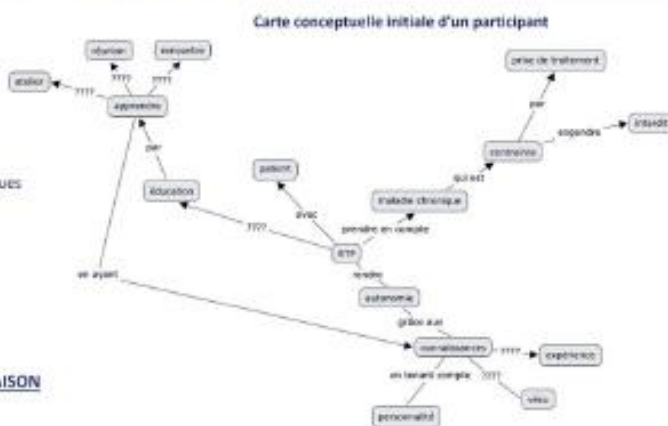 Carte conceptuelle initiale d'un participant
réunion
rencontre
prise de traitement
atelier
????
????
????
apprendre
par
interdit
engendre
contrainte
par
patient
qui est
UES
éducation
maladie chronique
avec
????
prendre en compte
ETP
rendre
en ayant
autonomie
grâce aux
connaissances
????
expérience
AISON
en tenant compte
????
vécu
personnalité